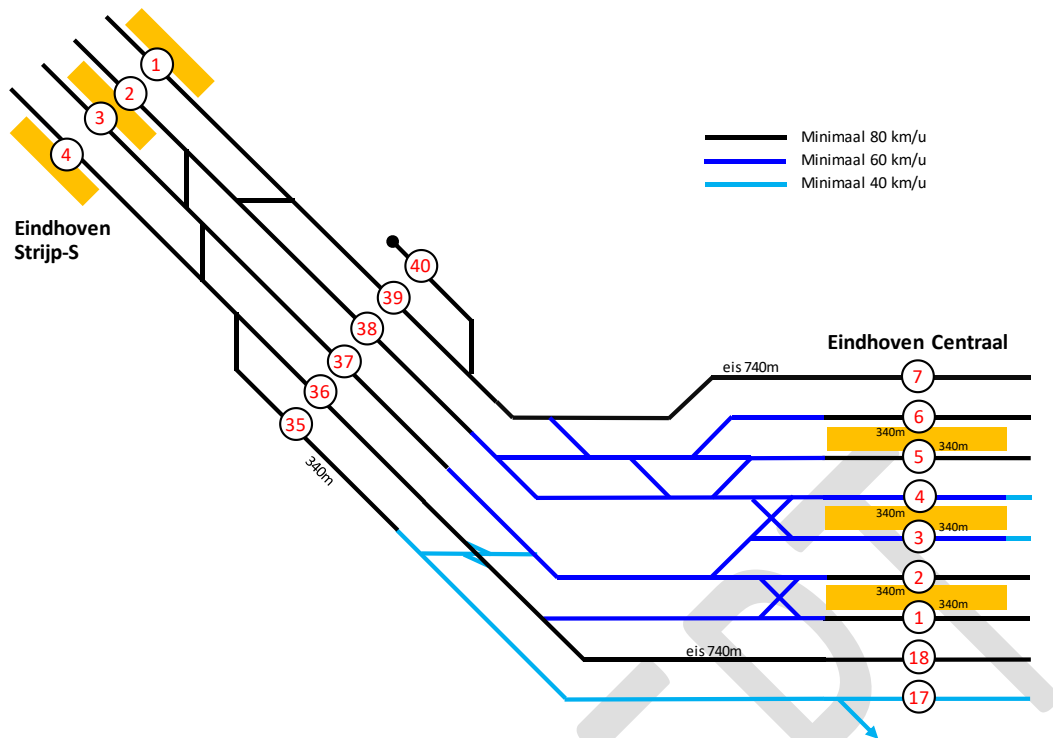 1
2
3
4
Eindhoven
Strijp-S
Minimaal 80 km/u
Minimaal 60 km/u
Minimaal 40 km/u
40
39
38
37
36
35
340m
Eindhoven Centraal
eis 740m
7
6
340m
340m
5
4
340m
340m
3
2
340m
340m
1
eis 740m
18
17